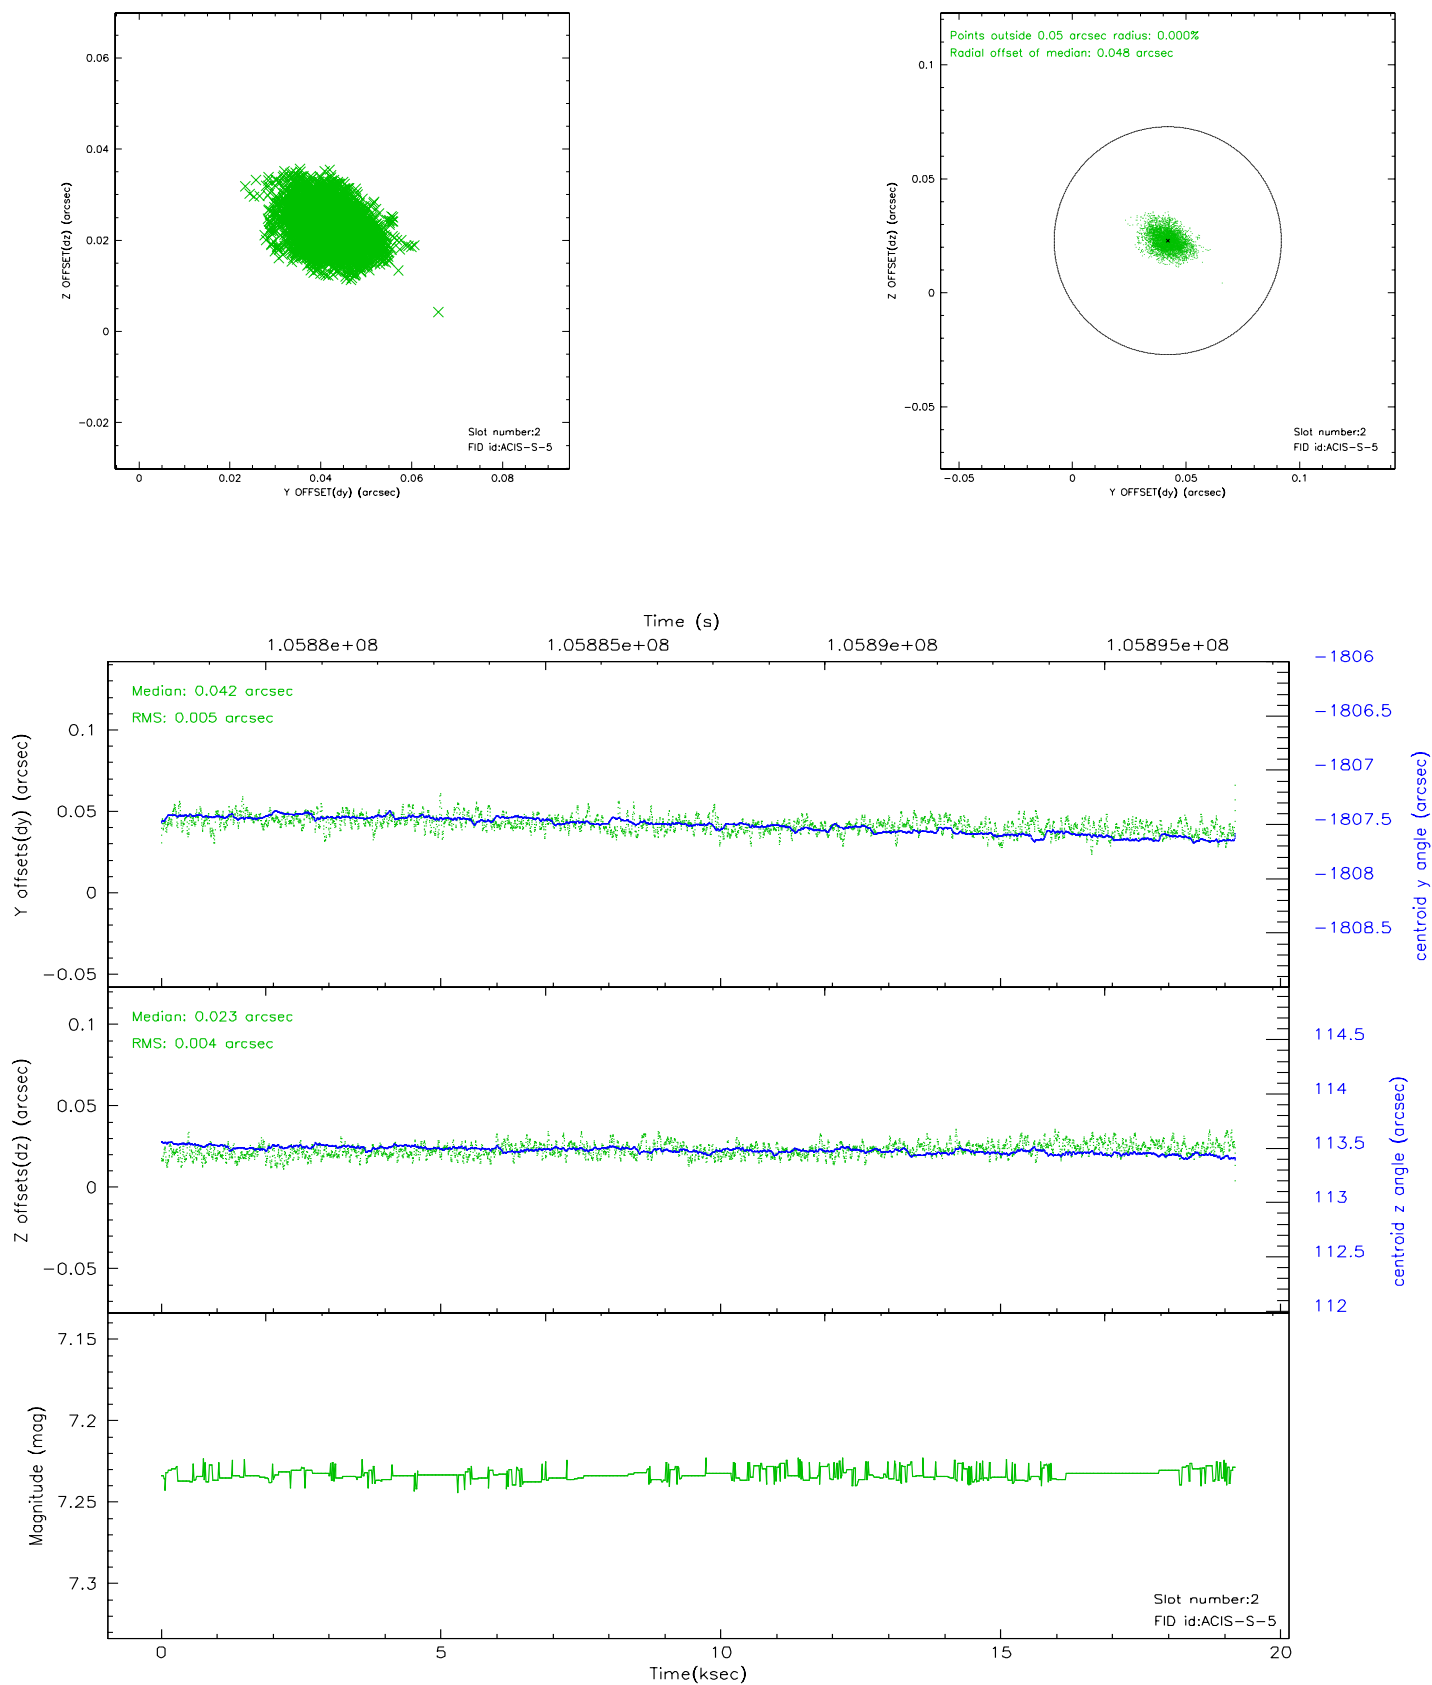 0.06
0.04
0.02
0
-0.02
Z OFFSET(dz) (arcsec)
Slot number:2
FID id:ACIS-S-5
0 0.02 0.04 0.06 0.08
Y OFFSET(dy) (arcsec)
Points outside 0.05 arcsec radius: 0.000%
Radial offset of median: 0.048 arcsec
0.1
0.05
0
-0.05
Z OFFSET(dz) (arcsec)
Slot number:2
FID id:ACIS-S-5
-0.05 0 0.05 0.1
Y OFFSET(dy) (arcsec)
Time (s)
1.0588e+08 1.05885e+08 1.0589e+08 1.05895e+08
Median: 0.042 arcsec
RMS: 0.005 arcsec
0.1
0.05
0
-0.05
Y offsets(dy) (arcsec)
-1806
-1806.5
-1807
-1807.5
-1808
-1808.5
centroid y angle (arcsec)
Median: 0.023 arcsec
RMS: 0.004 arcsec
0.1
0.05
0
-0.05
Z offsets(dz) (arcsec)
114.5
114
113.5
113
112.5
112
centroid z angle (arcsec)
7.15
7.2
7.25
7.3
Magnitude (mag)
Slot number:2
FID id:ACIS-S-5
0 5 10 15 20
Time(ksec)